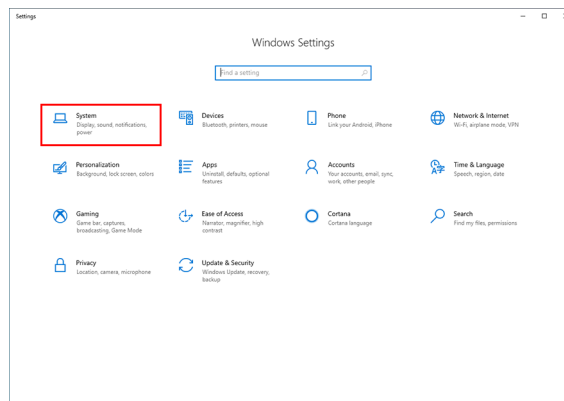 Settings
Windows Settings
Find a setting
System
Display, sound, notifications,
power
Devices
Bluetooth, printers, mouse
Phone
Link your Android, iPhone
Network & Internet
Wi-Fi, airplane mode, VPN
Personalization
Background, lock screen, colors
Apps
Uninstall, defaults, optional
features
Accounts
Your accounts, email, sync,
work, other people
Time & Language
Speech, region, date
Gaming
Game bar, captures,
broadcasting, Game Mode
Ease of Access
Narrator, magnifier, high
contrast
Cortana
Cortana language
Search
Find my files, permissions
Privacy
Location, camera, microphone
Update & Security
Windows Update, recovery,
backup